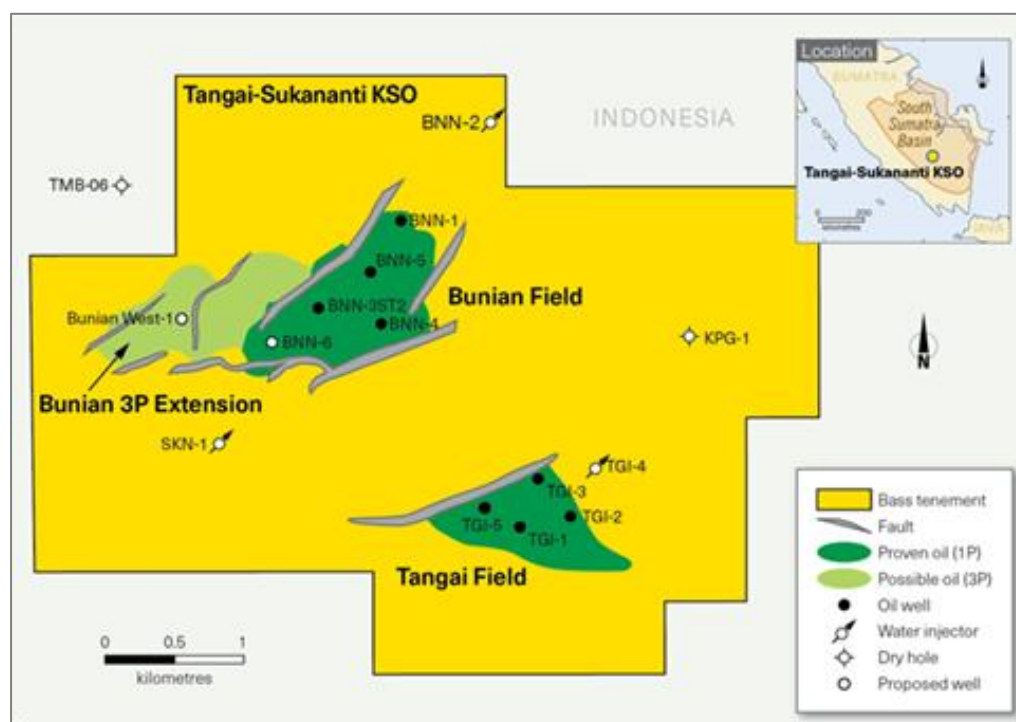 Tangai-Sukananti KSO
BNN-2
INDONESIA
TMB-06
BNN-1
BNN-5
BNN-3ST2
BNN-4
BNN-6
Bunian Field
Bunian West-1
KPG-1
N
Bunian 3P Extension
SKN-1
TGI-4
TGI-3
TGI-2
TGI-5
TGI-1
Tangai Field
0 0.5 1
kilometres
Location
SUMATRA
South
Sumatra
Basin
Tangai-Sukananti KSO
0 200
kilometres
JAVA
Bass tenement
Fault
Proven oil (1P)
Possible oil (3P)
Oil well
Water injector
Dry hole
Proposed well